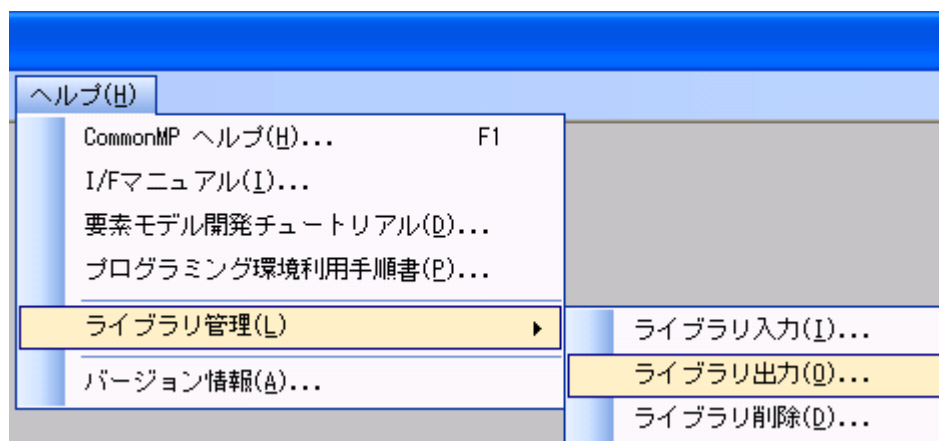 ヘルプ(H)
CommonMP ヘルプ(H)... F1
I/Fマニュアル(I)...
要素モデル開発チュートリアル(D)...
プログラミング環境利用手順書(P)...
ライブラリ管理(L)
ライブラリ入力(I)...
ライブラリ出力(O)...
ライブラリ削除(D)...
バージョン情報(A)...